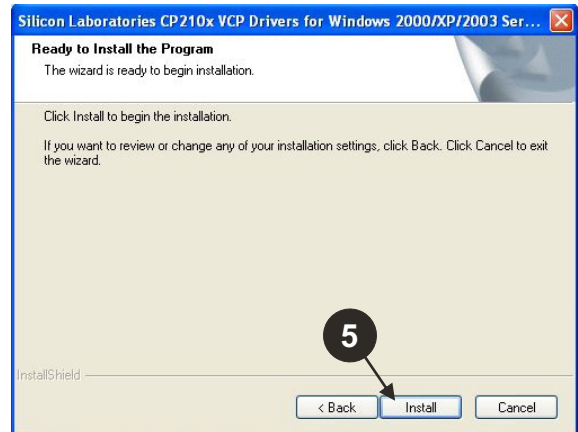 Silicon Laboratories CP210x VCP Drivers for Windows 2000/XP/2003 Ser...
Ready to Install the Program
The wizard is ready to begin installation.
Click Install to begin the installation.
If you want to review or change any of your installation settings, click Back. Click Cancel to exit
the wizard.
5
InstallShield
< Back Install Cancel